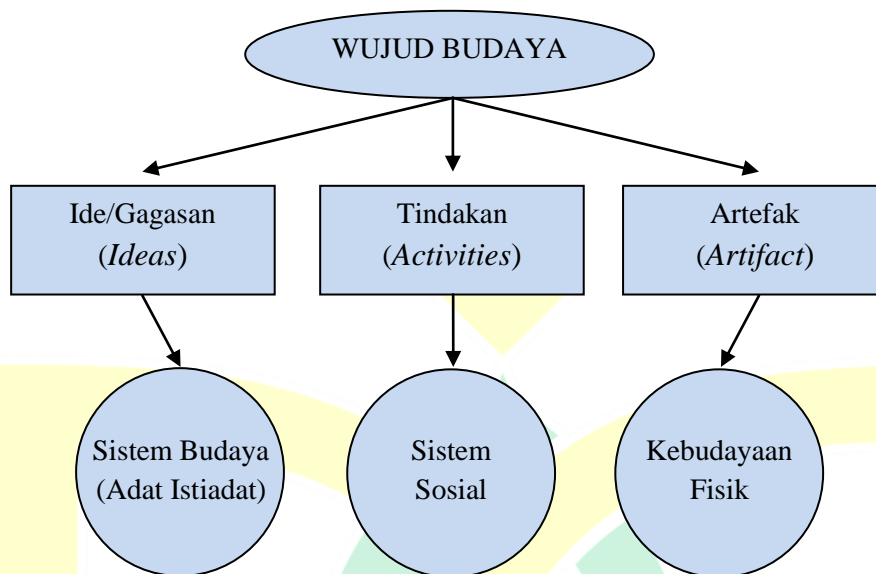 WUJUD BUDAYA
Ide/Gagasan
(Ideas)
Tindakan
(Activities)
Artefak
(Artifact)
Sistem Budaya
(Adat Istiadat)
Sistem
Sosial
Kebudayaan
Fisik